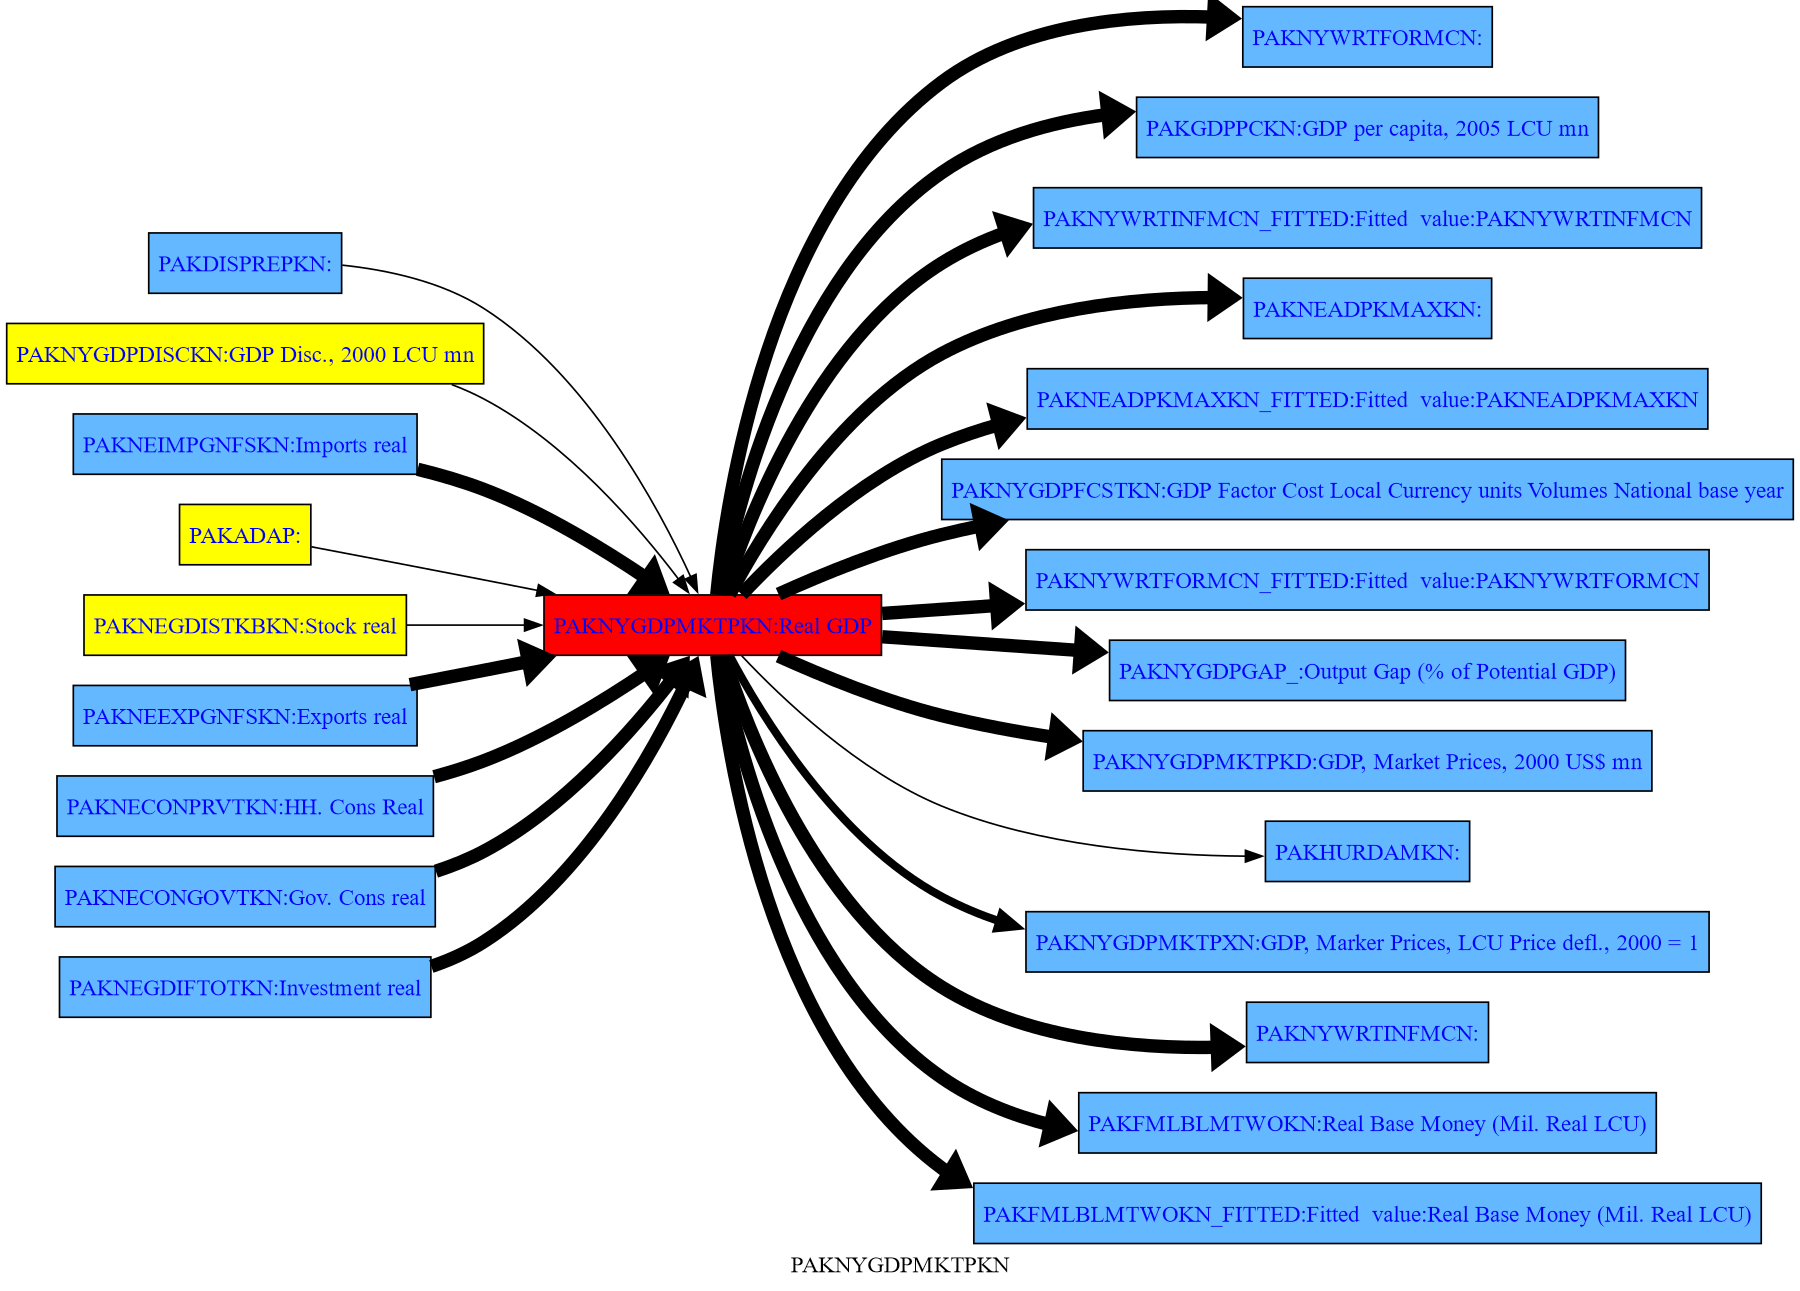 PAKDISPREPKN:
PAKNYGDPDISCKN:GDP Disc., 2000 LCU mn
PAKNEIMPGNFSKN:Imports real
PAKADAP:
PAKNEGDISTKBKN:Stock real
PAKNEEXPGNFSKN:Exports real
PAKNECONPRVTKN:HH. Cons Real
PAKNECONGOVTKN:Gov. Cons real
PAKNEGDIFTOTKN:Investment real
PAKNYGDPMKTPKN:Real GDP
PAKNYWRTFORMCN:
PAKGDPPCKN:GDP per capita, 2005 LCU mn
PAKNYWRTINFMCN_FITTED:Fitted  value:PAKNYWRTINFMCN
PAKNEADPKMAXKN:
PAKNEADPKMAXKN_FITTED:Fitted  value:PAKNEADPKMAXKN
PAKNYGDPFCSTKN:GDP Factor Cost Local Currency units Volumes National base year
PAKNYWRTFORMCN_FITTED:Fitted  value:PAKNYWRTFORMCN
PAKNYGDPGAP_:Output Gap (% of Potential GDP)
PAKNYGDPMKTPKD:GDP, Market Prices, 2000 US$ mn
PAKHURDAMKN:
PAKNYGDPMKTPXN:GDP, Marker Prices, LCU Price defl., 2000 = 1
PAKNYWRTINFMCN:
PAKFMLBLMTWOKN:Real Base Money (Mil. Real LCU)
PAKFMLBLMTWOKN_FITTED:Fitted  value:Real Base Money (Mil. Real LCU)
PAKNYGDPMKTPKN